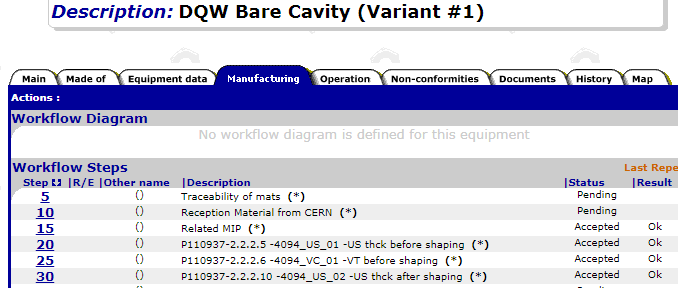 Description: DQW Bare Cavity (Variant #1)
Main Made of Equipment data Manufacturing Operation Non-conformities Documents History Map
Actions :
Workflow Diagram
No workflow diagram is defined for this equipment
Workflow Steps Last Repe
Step |R/E |Other name |Description |Status |Result
5 () Traceability of mats (*) Pending
10 () Reception Material from CERN (*) Pending
15 () Related MIP (*) Accepted Ok
20 () P110937-2.2.2.5 -4094_US_01 -US thck before shaping (*) Accepted Ok
25 () P110937-2.2.2.6 -4094_VC_01 -VT before shaping (*) Accepted Ok
30 () P110937-2.2.2.10 -4094_US_02 -US thck after shaping (*) Accepted Ok